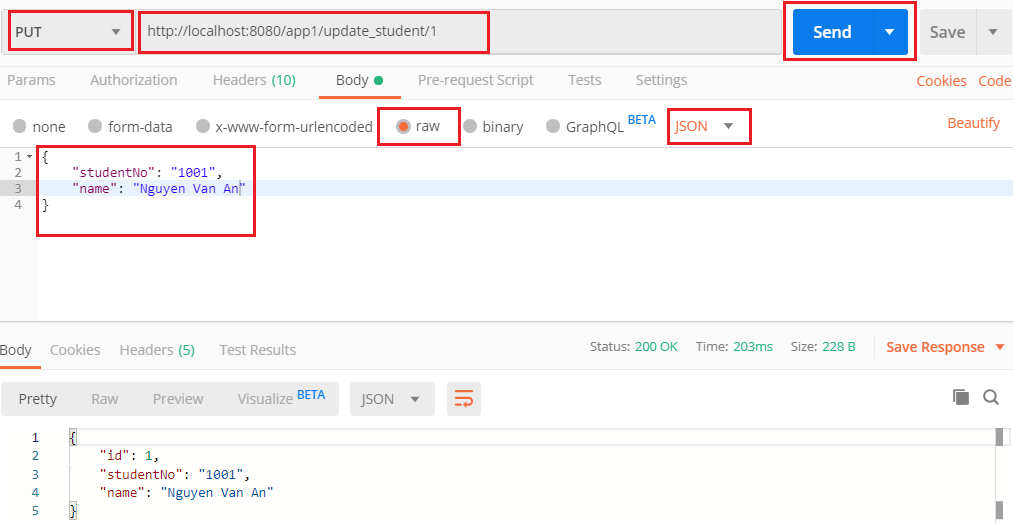 PUT http://localhost:8080/app1/update_student/1 Send Save
Params Authorization Headers (10) Body Pre-request Script Tests Settings Cookies Code
none form-data x-www-form-urlencoded raw binary GraphQL BETA JSON Beautify
1 {
2 "studentNo": "1001",
3 "name": "Nguyen Van An"
4 }
Body Cookies Headers (5) Test Results Status: 200 OK Time: 203ms Size: 228 B Save Response
Pretty Raw Preview Visualize BETA JSON
1 {
2 "id": 1,
3 "studentNo": "1001",
4 "name": "Nguyen Van An"
5 }